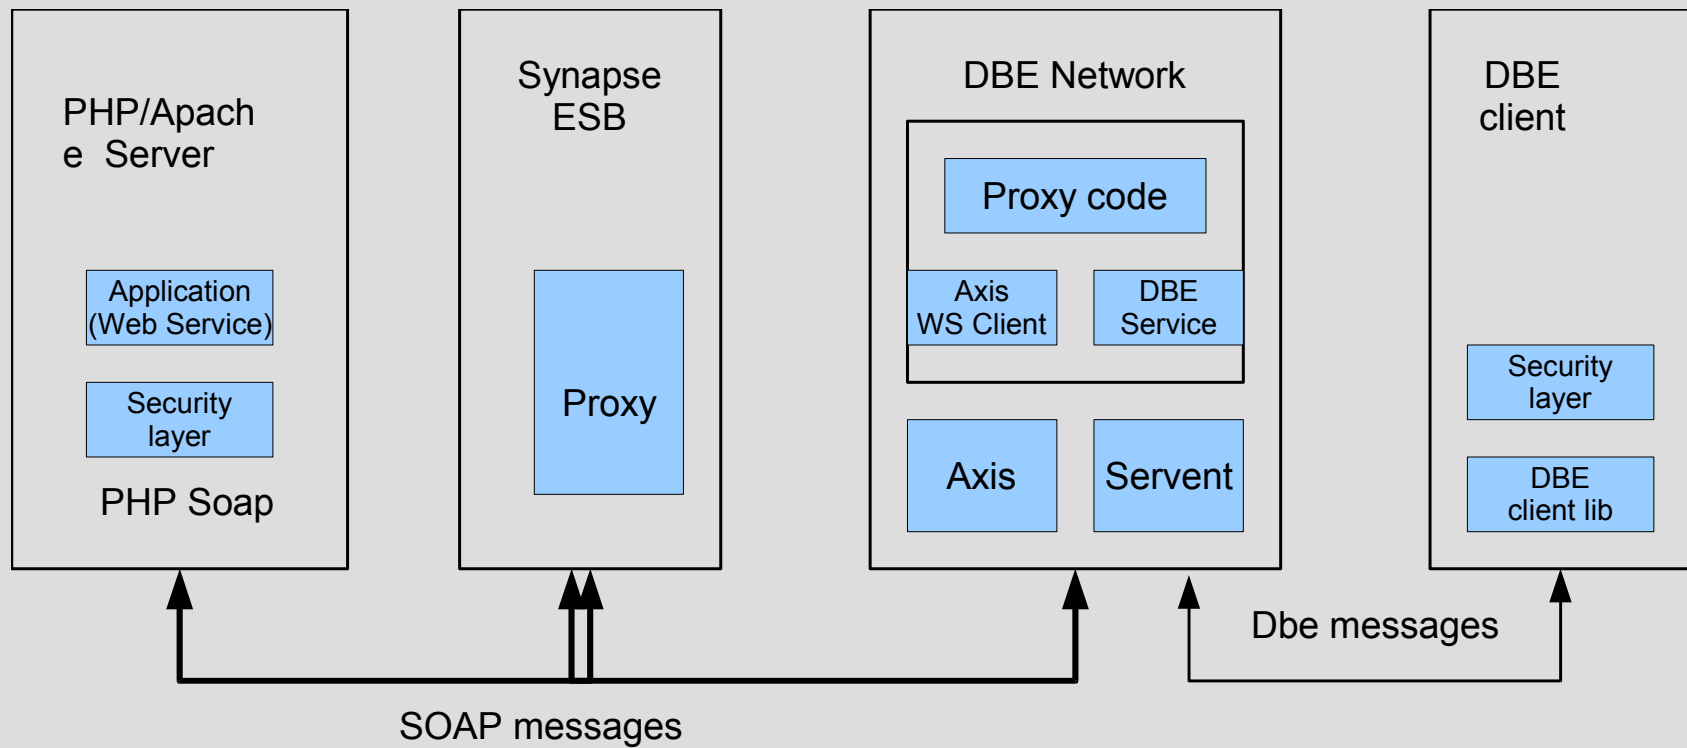 PHP/Apach
e Server
Application
(Web Service)
Security
layer
PHP Soap
Synapse
ESB
Proxy
DBE Network
Proxy code
Axis
WS Client
DBE
Service
Axis
Servent
DBE
client
Security
layer
DBE
client lib
Dbe messages
SOAP messages